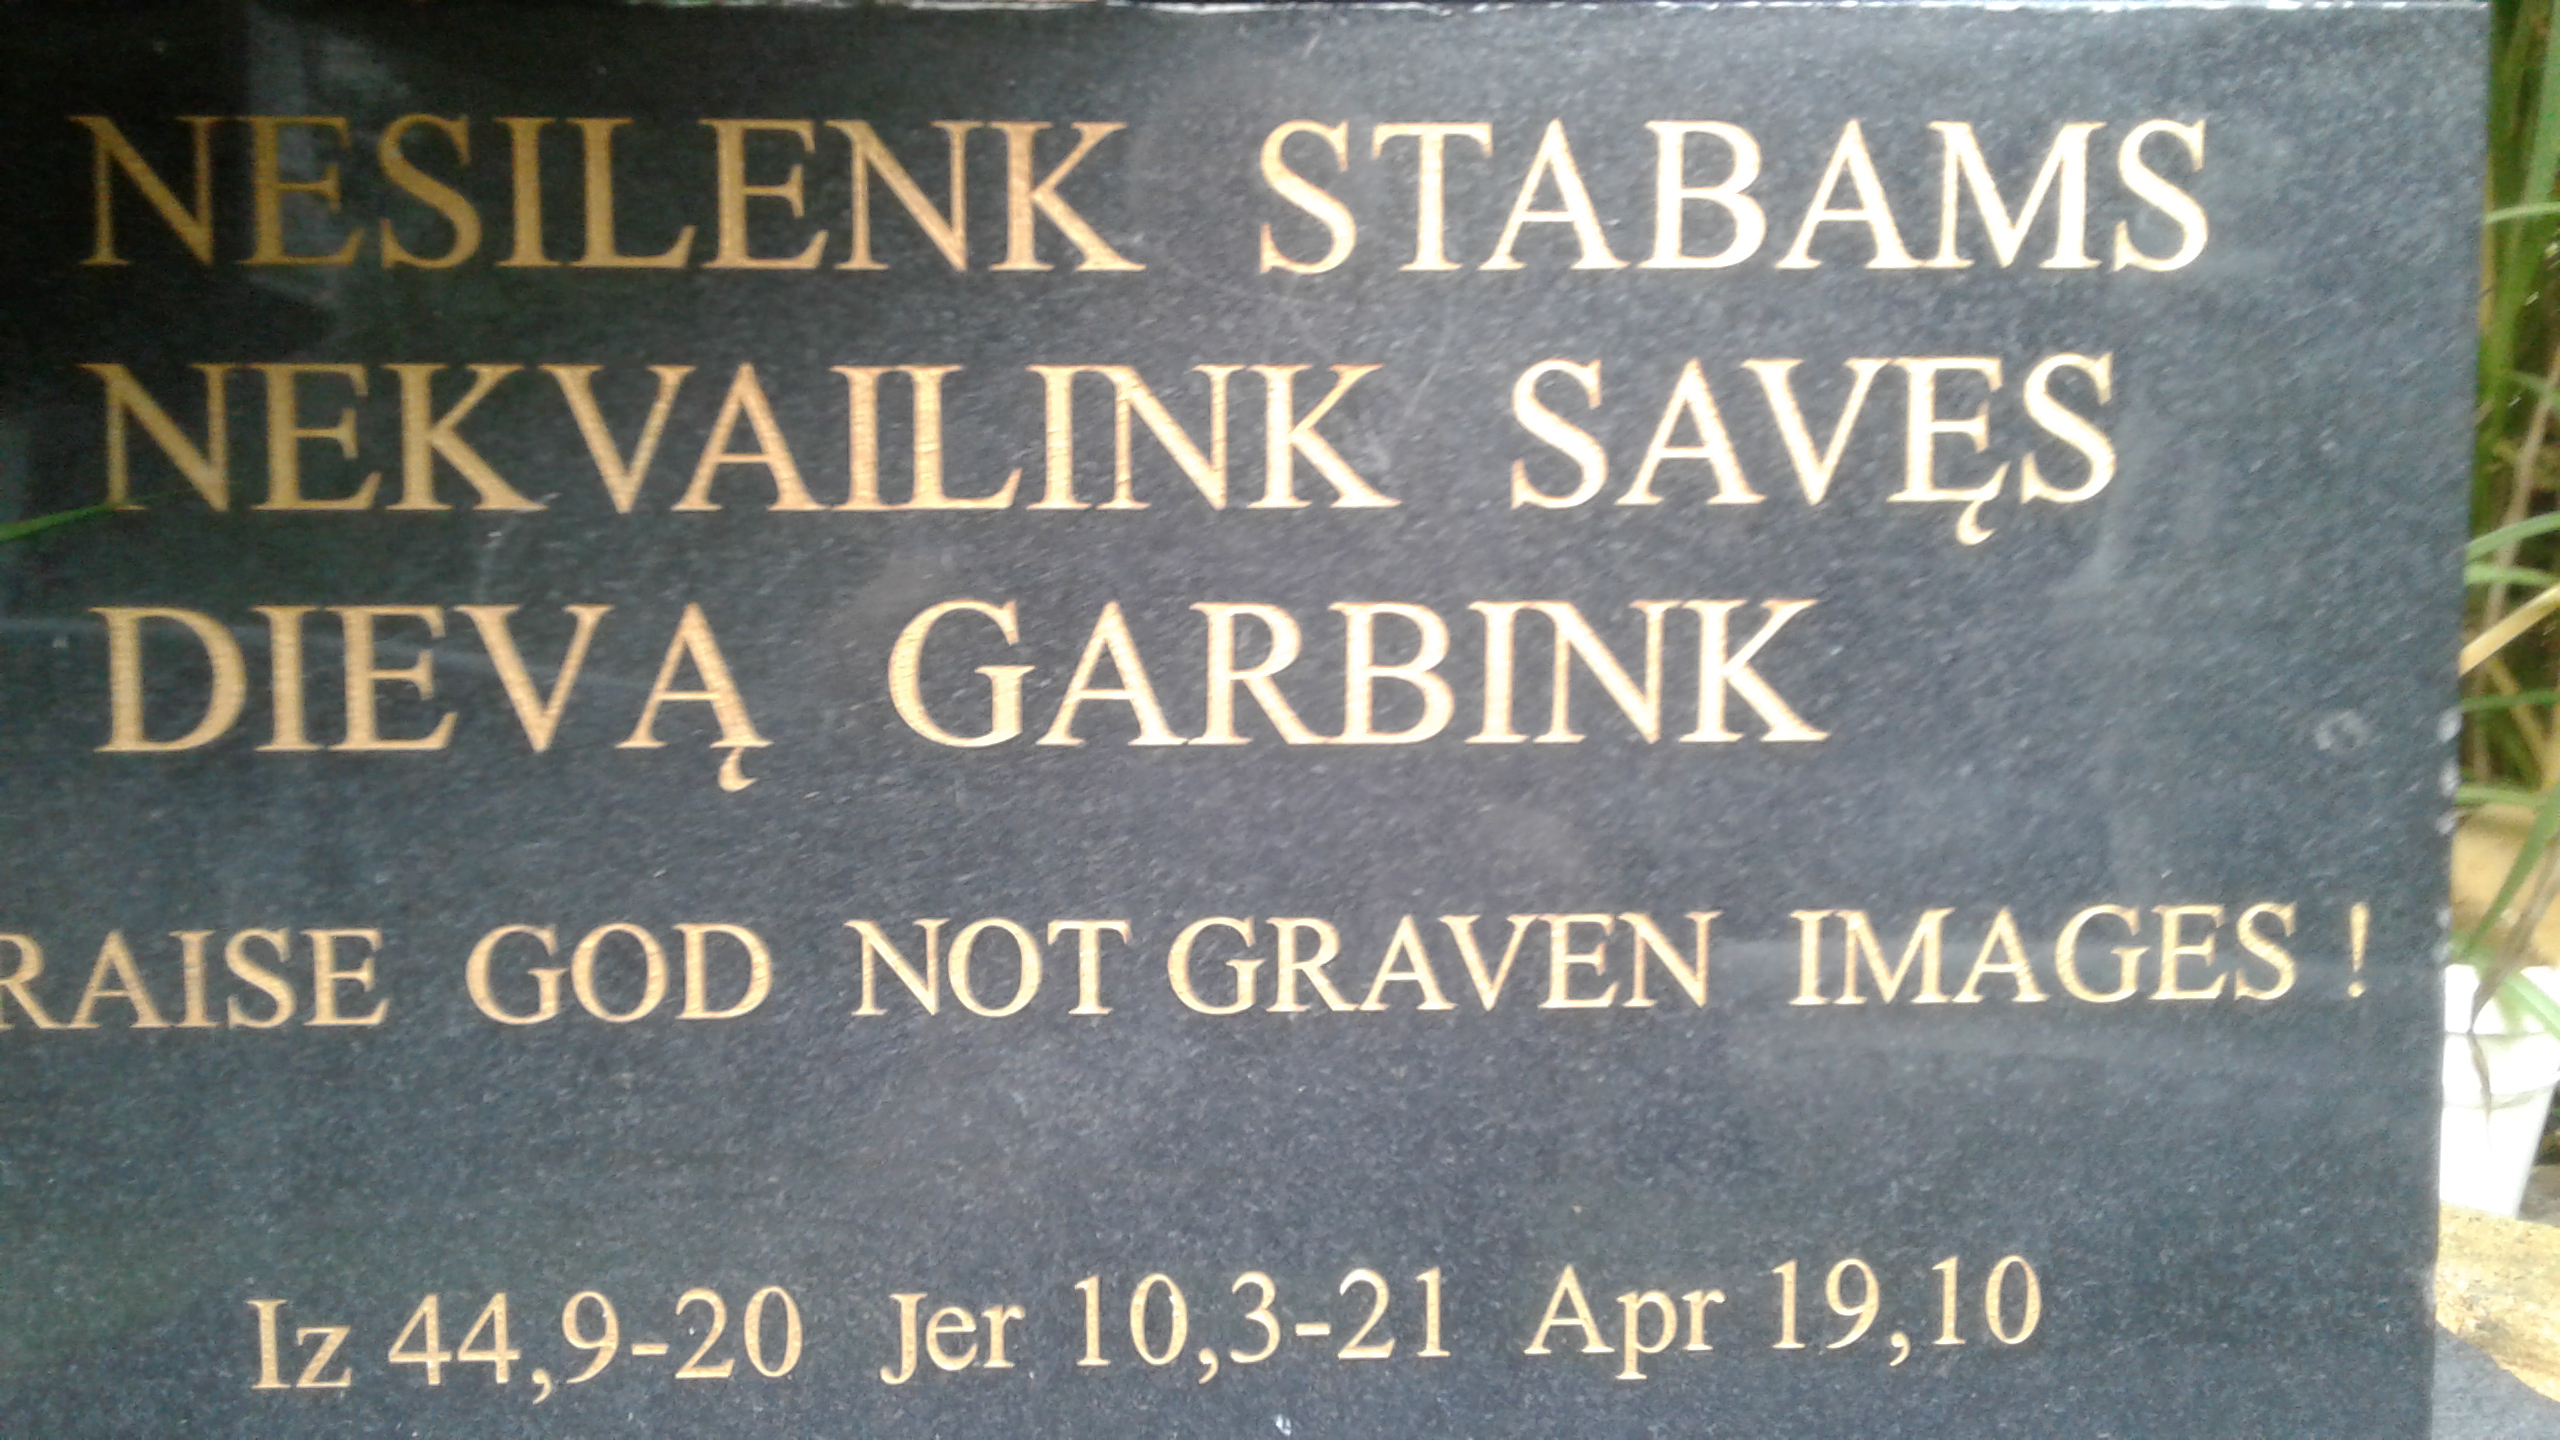 NESILENK STABAMS
NEKVAILINK SAVĘS
DIEVĄ GARBINK
RAISE GOD NOT GRAVEN IMAGES !
Iz 44,9-20 Jer 10,3-21 Apr 19,10